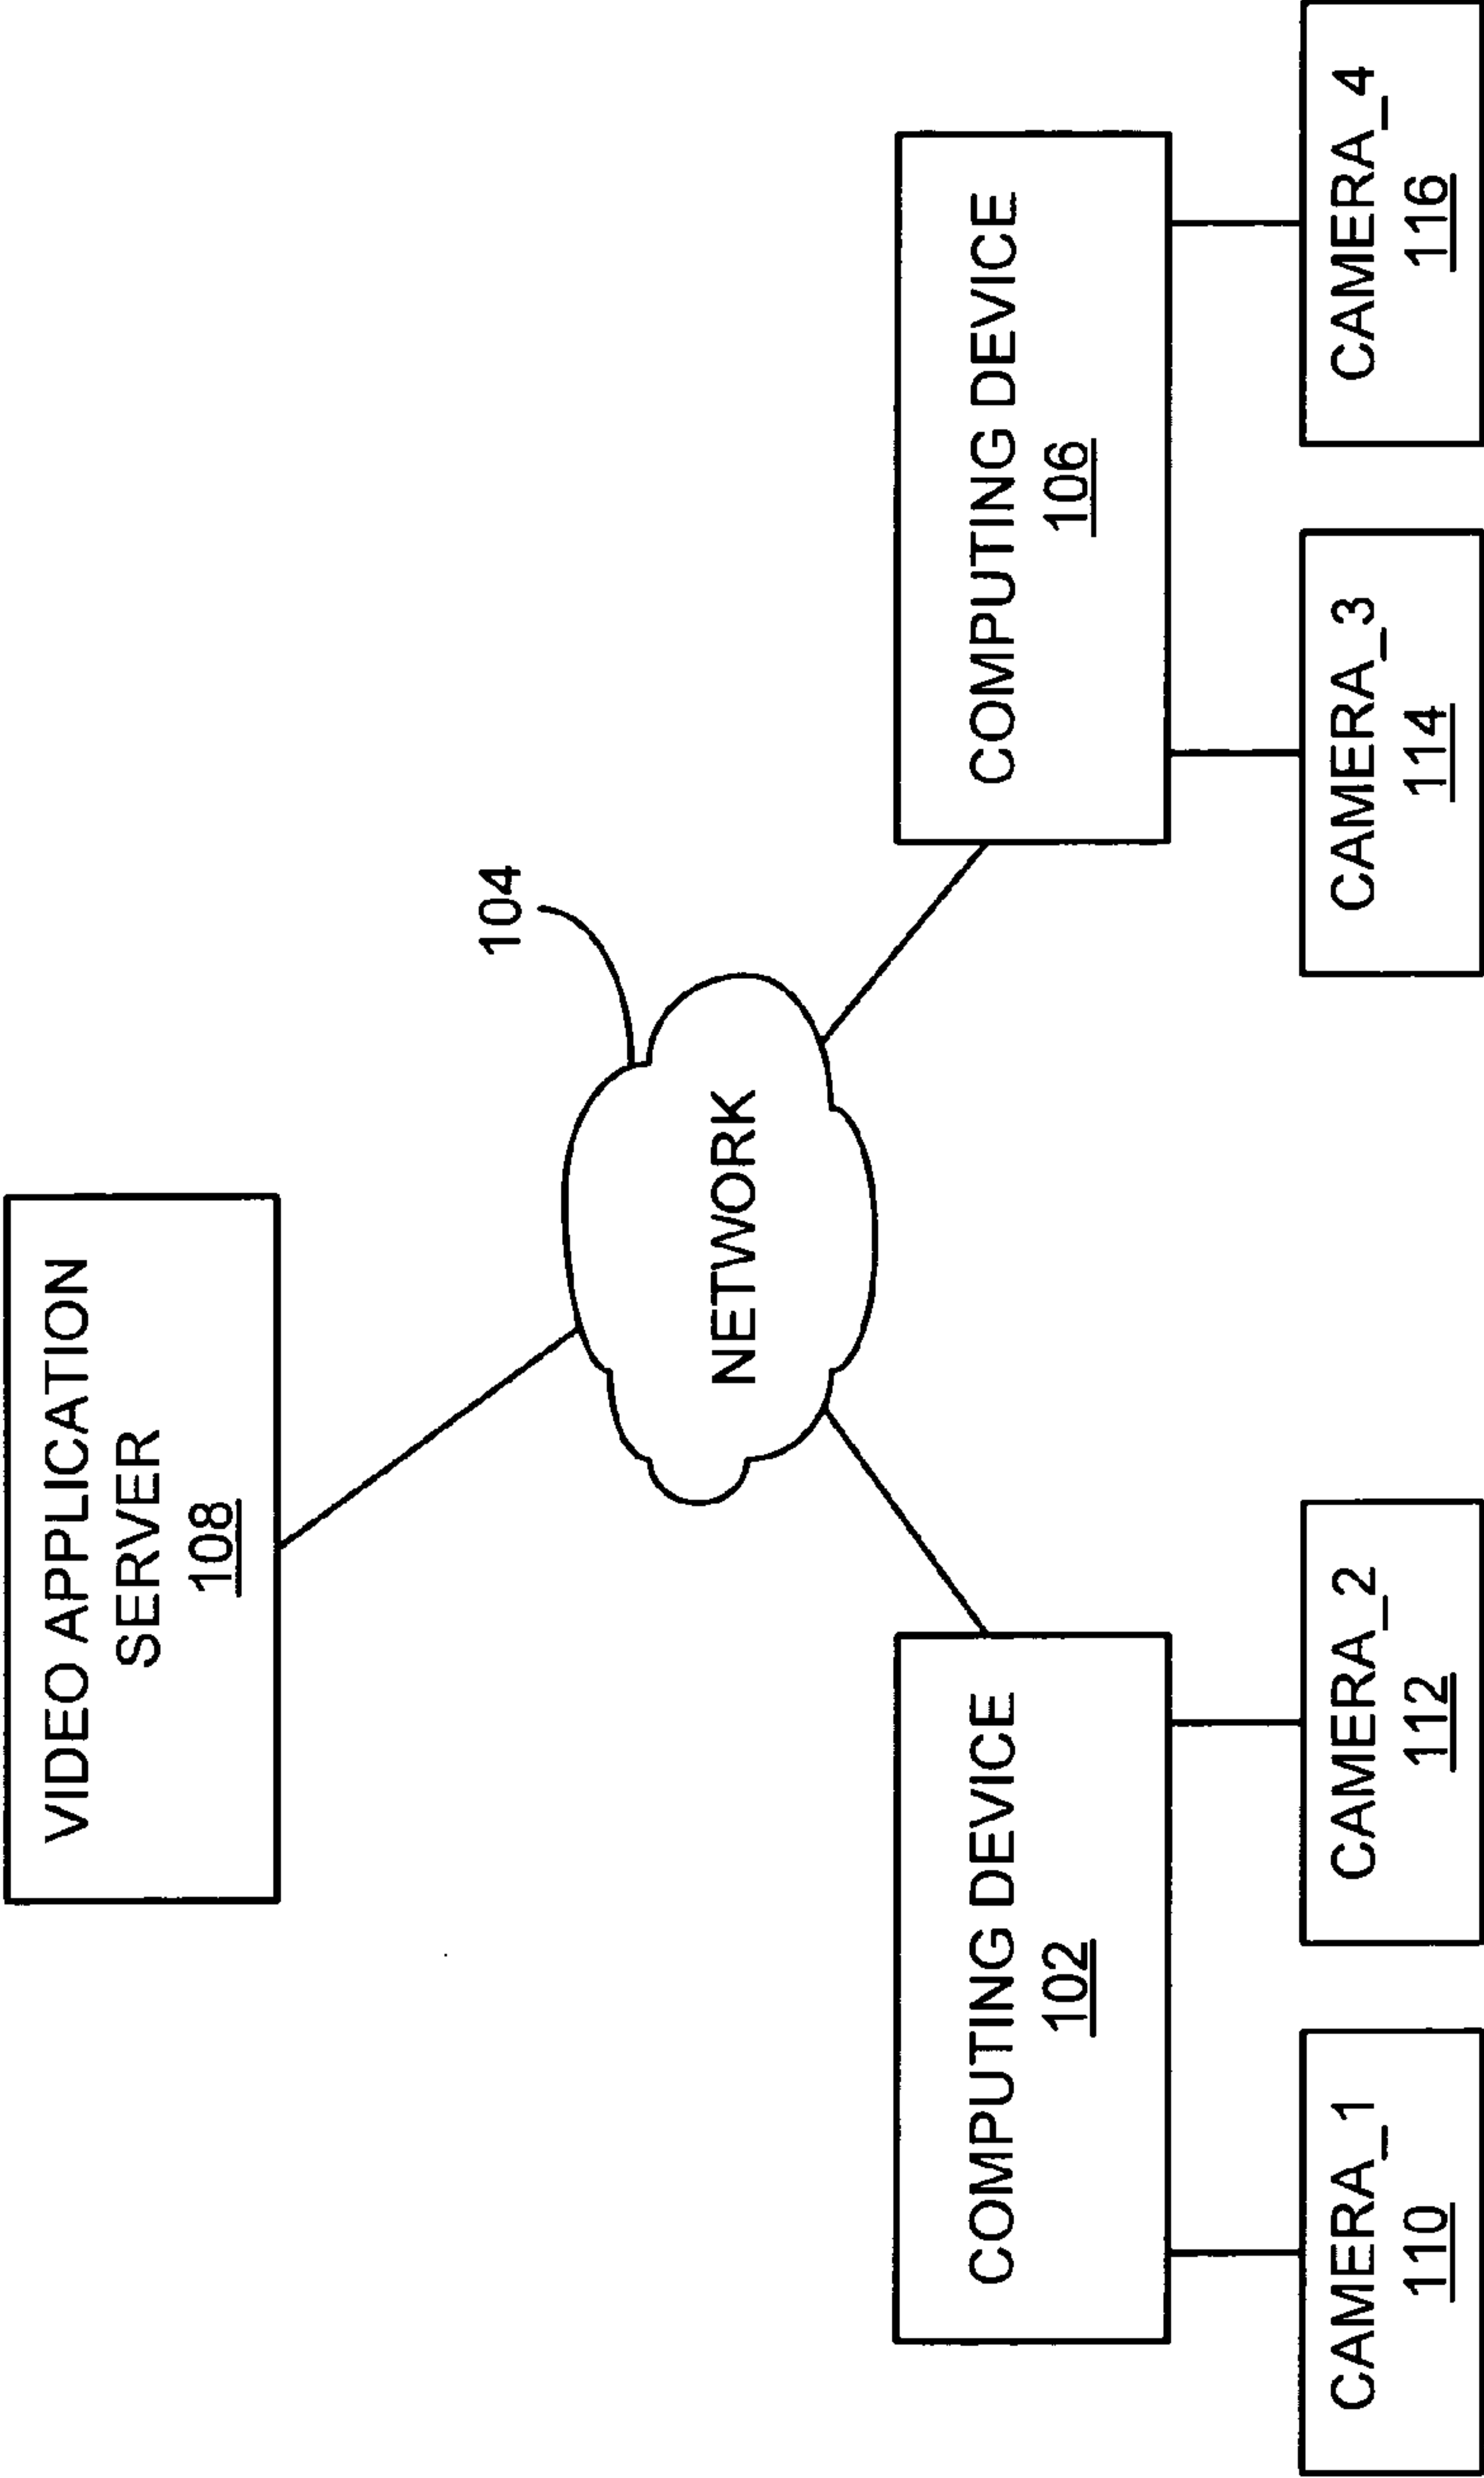 VIDEO APPLICATION
SERVER
108
104
NETWORK
COMPUTING DEVICE
102
COMPUTING DEVICE
106
CAMERA_1
110
CAMERA_2
112
CAMERA_3
114
CAMERA_4
116